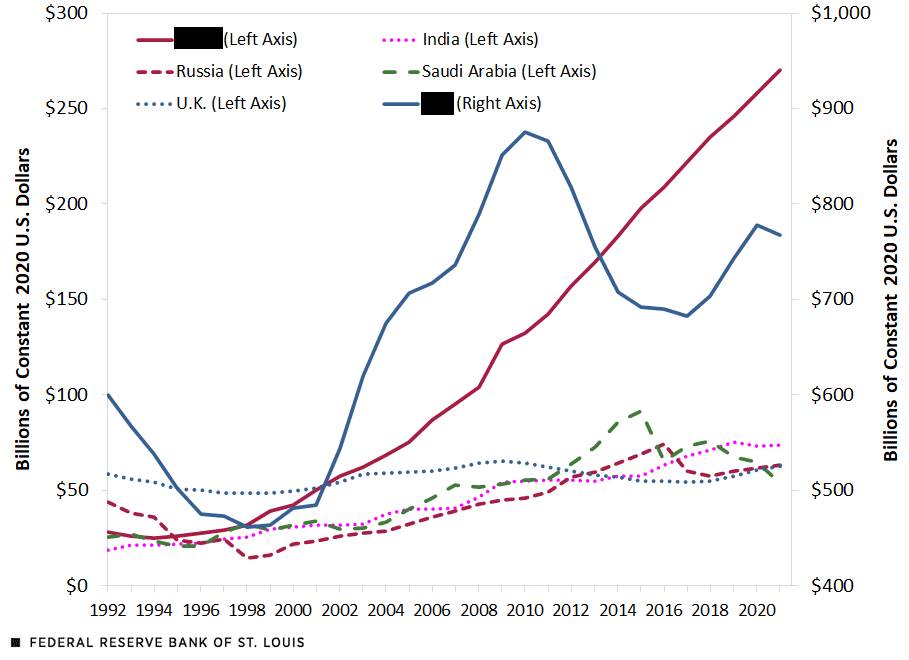 $300
$250
$200
$150
$100
$50
$0
$1,000
$900
$800
$700
$600
$500
$400
Billions of Constant 2020 U.S. Dollars
Billions of Constant 2020 U.S. Dollars
(Left Axis)
India (Left Axis)
Russia (Left Axis)
Saudi Arabia (Left Axis)
U.K. (Left Axis)
(Right Axis)
1992 1994 1996 1998 2000 2002 2004 2006 2008 2010 2012 2014 2016 2018 2020
FEDERAL RESERVE BANK OF ST. LOUIS